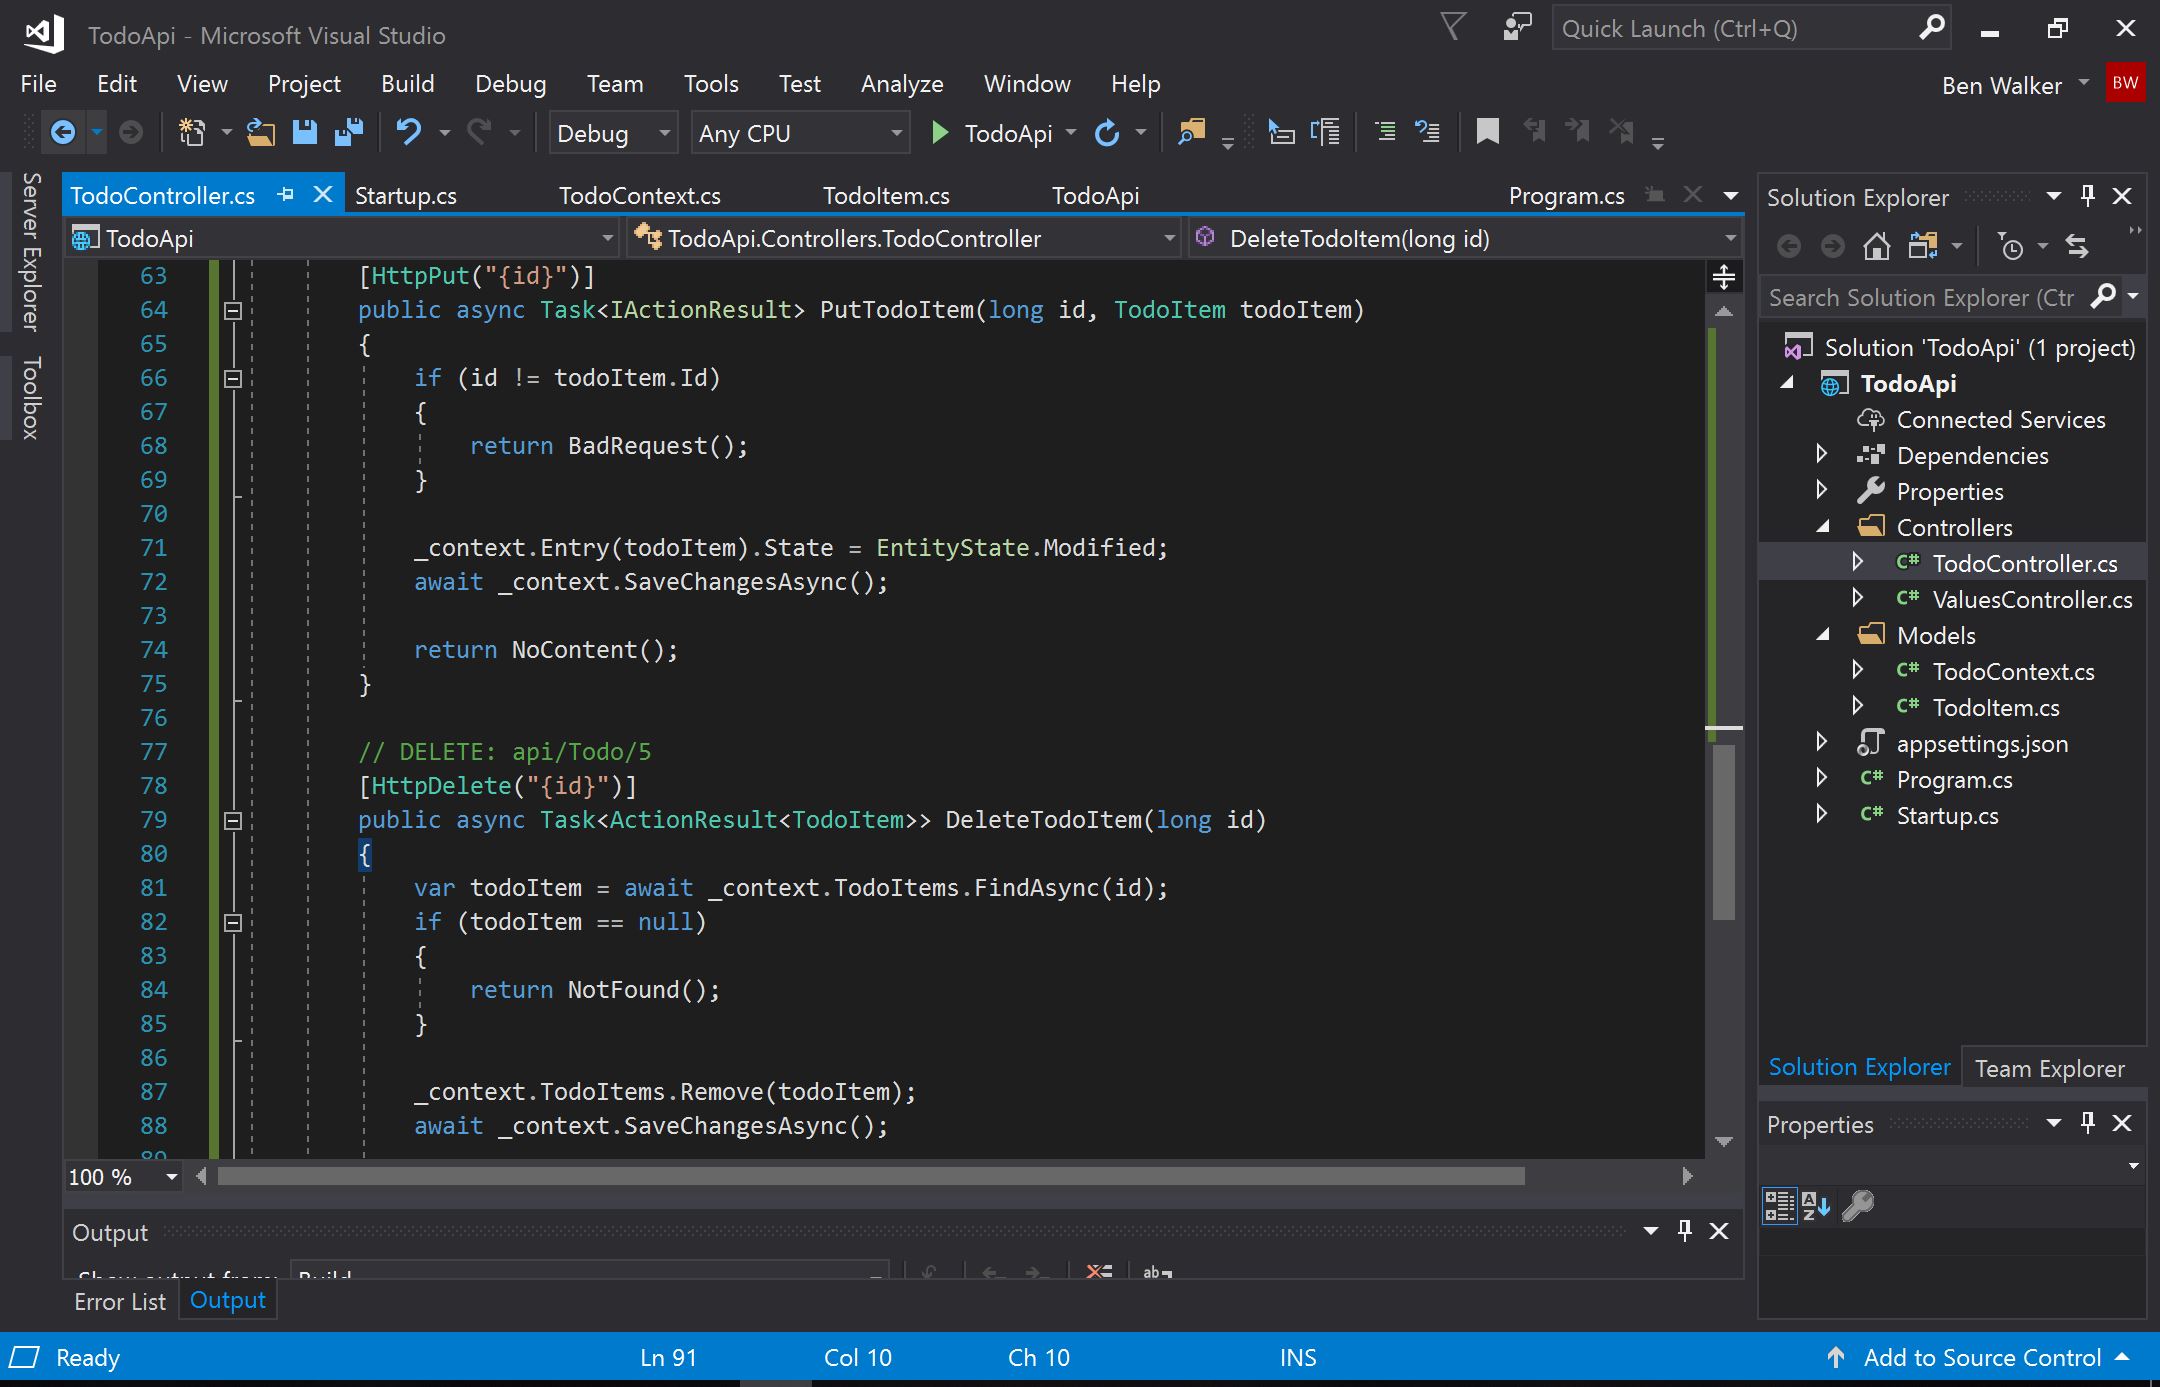 TodoApi - Microsoft Visual Studio
Quick Launch (Ctrl+Q)
File Edit View Project Build Debug Team Tools Test Analyze Window Help
Ben Walker BW
Debug Any CPU TodoApi
Server Explorer
Toolbox
TodoController.cs Startup.cs TodoContext.cs TodoItem.cs TodoApi Program.cs
TodoApi TodoApi.Controllers.TodoController DeleteTodoItem(long id)
63 [HttpPut("{id}")]
64 public async Task<IActionResult> PutTodoItem(long id, TodoItem todoItem)
65 {
66 if (id != todoItem.Id)
67 {
68 return BadRequest();
69 }
70
71 _context.Entry(todoItem).State = EntityState.Modified;
72 await _context.SaveChangesAsync();
73
74 return NoContent();
75 }
76
77 // DELETE: api/Todo/5
78 [HttpDelete("{id}")]
79 public async Task<ActionResult<TodoItem>> DeleteTodoItem(long id)
80 {
81 var todoItem = await _context.TodoItems.FindAsync(id);
82 if (todoItem == null)
83 {
84 return NotFound();
85 }
86
87 _context.TodoItems.Remove(todoItem);
88 await _context.SaveChangesAsync();
89
100 %
Output
Show output from: Build
Error List Output
Solution Explorer
Search Solution Explorer (Ctr
Solution 'TodoApi' (1 project)
TodoApi
Connected Services
Dependencies
Properties
Controllers
C# TodoController.cs
C# ValuesController.cs
Models
C# TodoContext.cs
C# TodoItem.cs
appsettings.json
C# Program.cs
C# Startup.cs
Solution Explorer Team Explorer
Properties
Ready Ln 91 Col 10 Ch 10 INS Add to Source Control